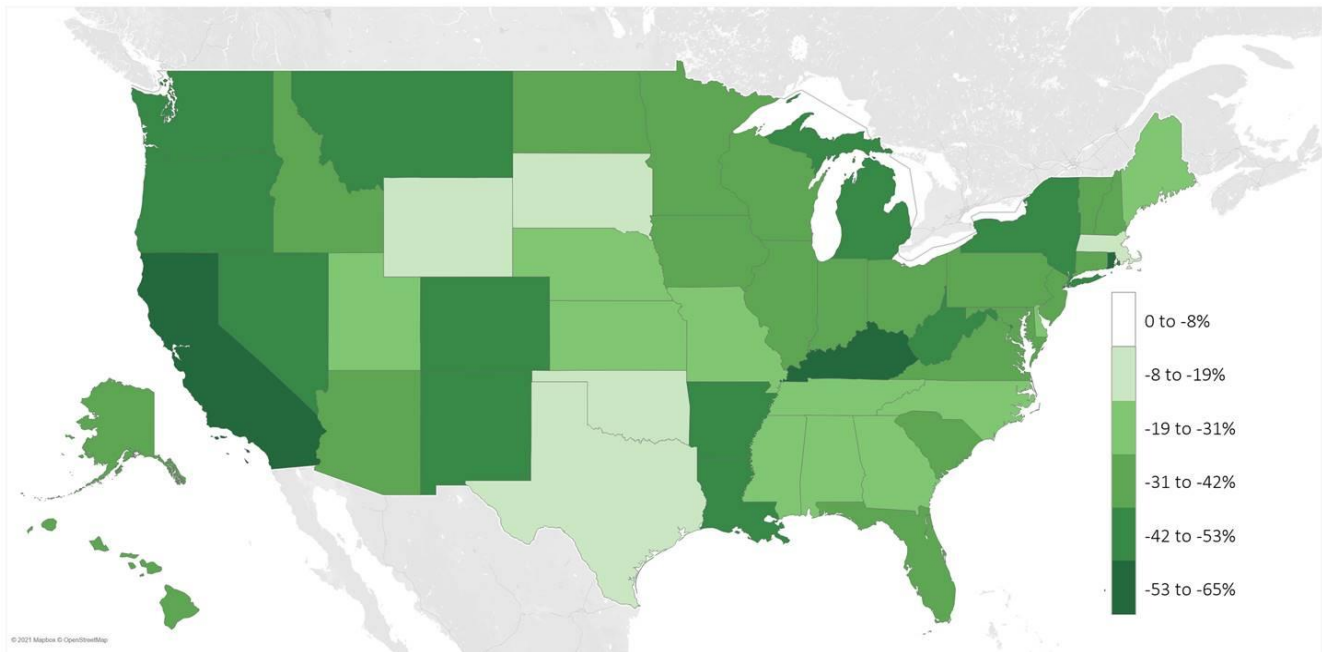 0 to -8%
-8 to -19%
-19 to -31%
-31 to -42%
-42 to -53%
-53 to -65%
© 2021 Mapbox © OpenStreetMap